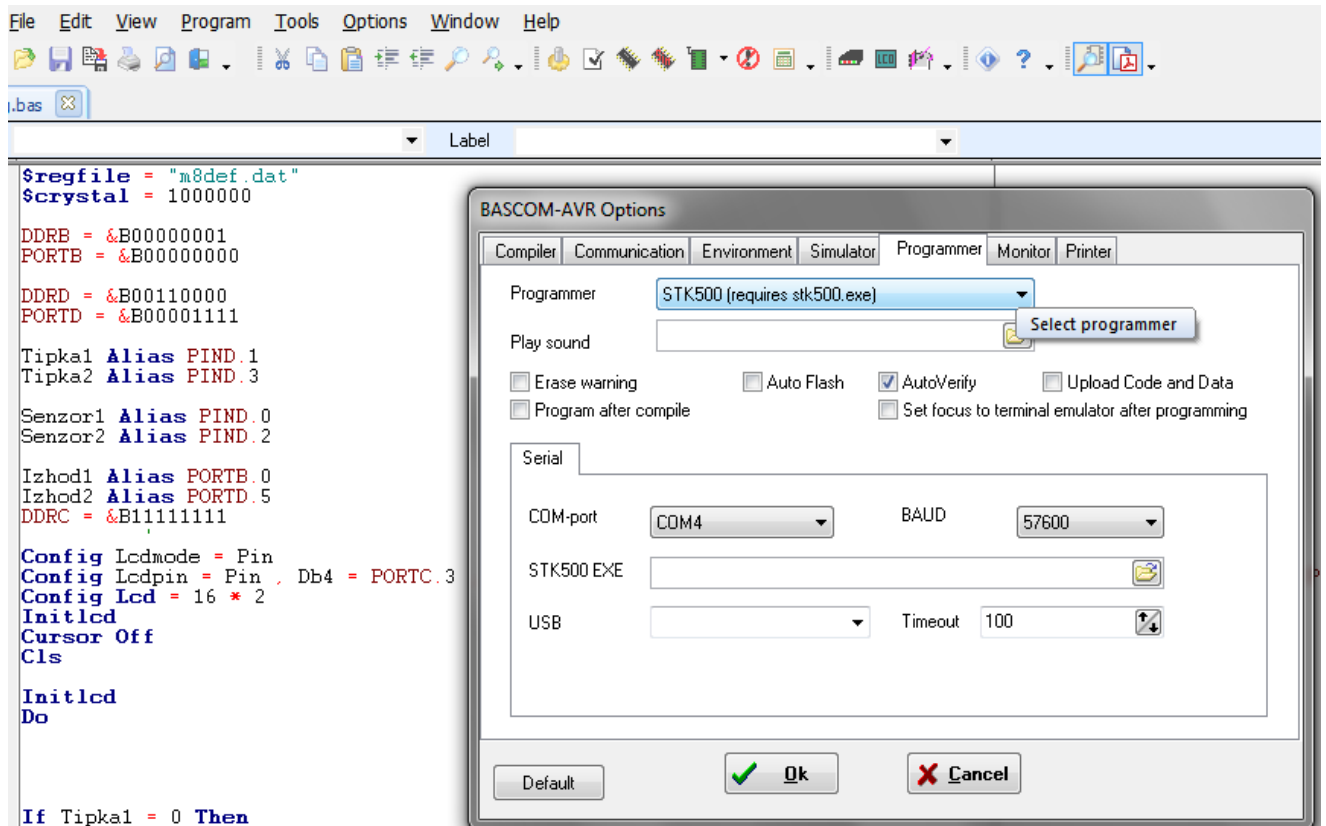 File Edit View Program Tools Options Window Help
LCD
.bas
Label
$regfile = "m8def.dat"
$crystal = 1000000
DDRB = &B00000001
PORTB = &B00000000
DDRD = &B00110000
PORTD = &B00001111
Tipka1 Alias PIND.1
Tipka2 Alias PIND.3
Senzor1 Alias PIND.0
Senzor2 Alias PIND.2
Izhod1 Alias PORTB.0
Izhod2 Alias PORTD.5
DDRC = &B11111111
'
Config Lcdmode = Pin
Config Lcdpin = Pin , Db4 = PORTC.3
Config Lcd = 16 * 2
Initlcd
Cursor Off
Cls
Initlcd
Do
If Tipka1 = 0 Then
BASCOM-AVR Options
Compiler Communication Environment Simulator Programmer Monitor Printer
Programmer STK500 (requires stk500.exe)
Select programmer
Play sound
Erase warning Auto Flash AutoVerify Upload Code and Data
Program after compile Set focus to terminal emulator after programming
Serial
COM-port COM4 BAUD 57600
STK500 EXE
USB Timeout 100
Default Ok Cancel